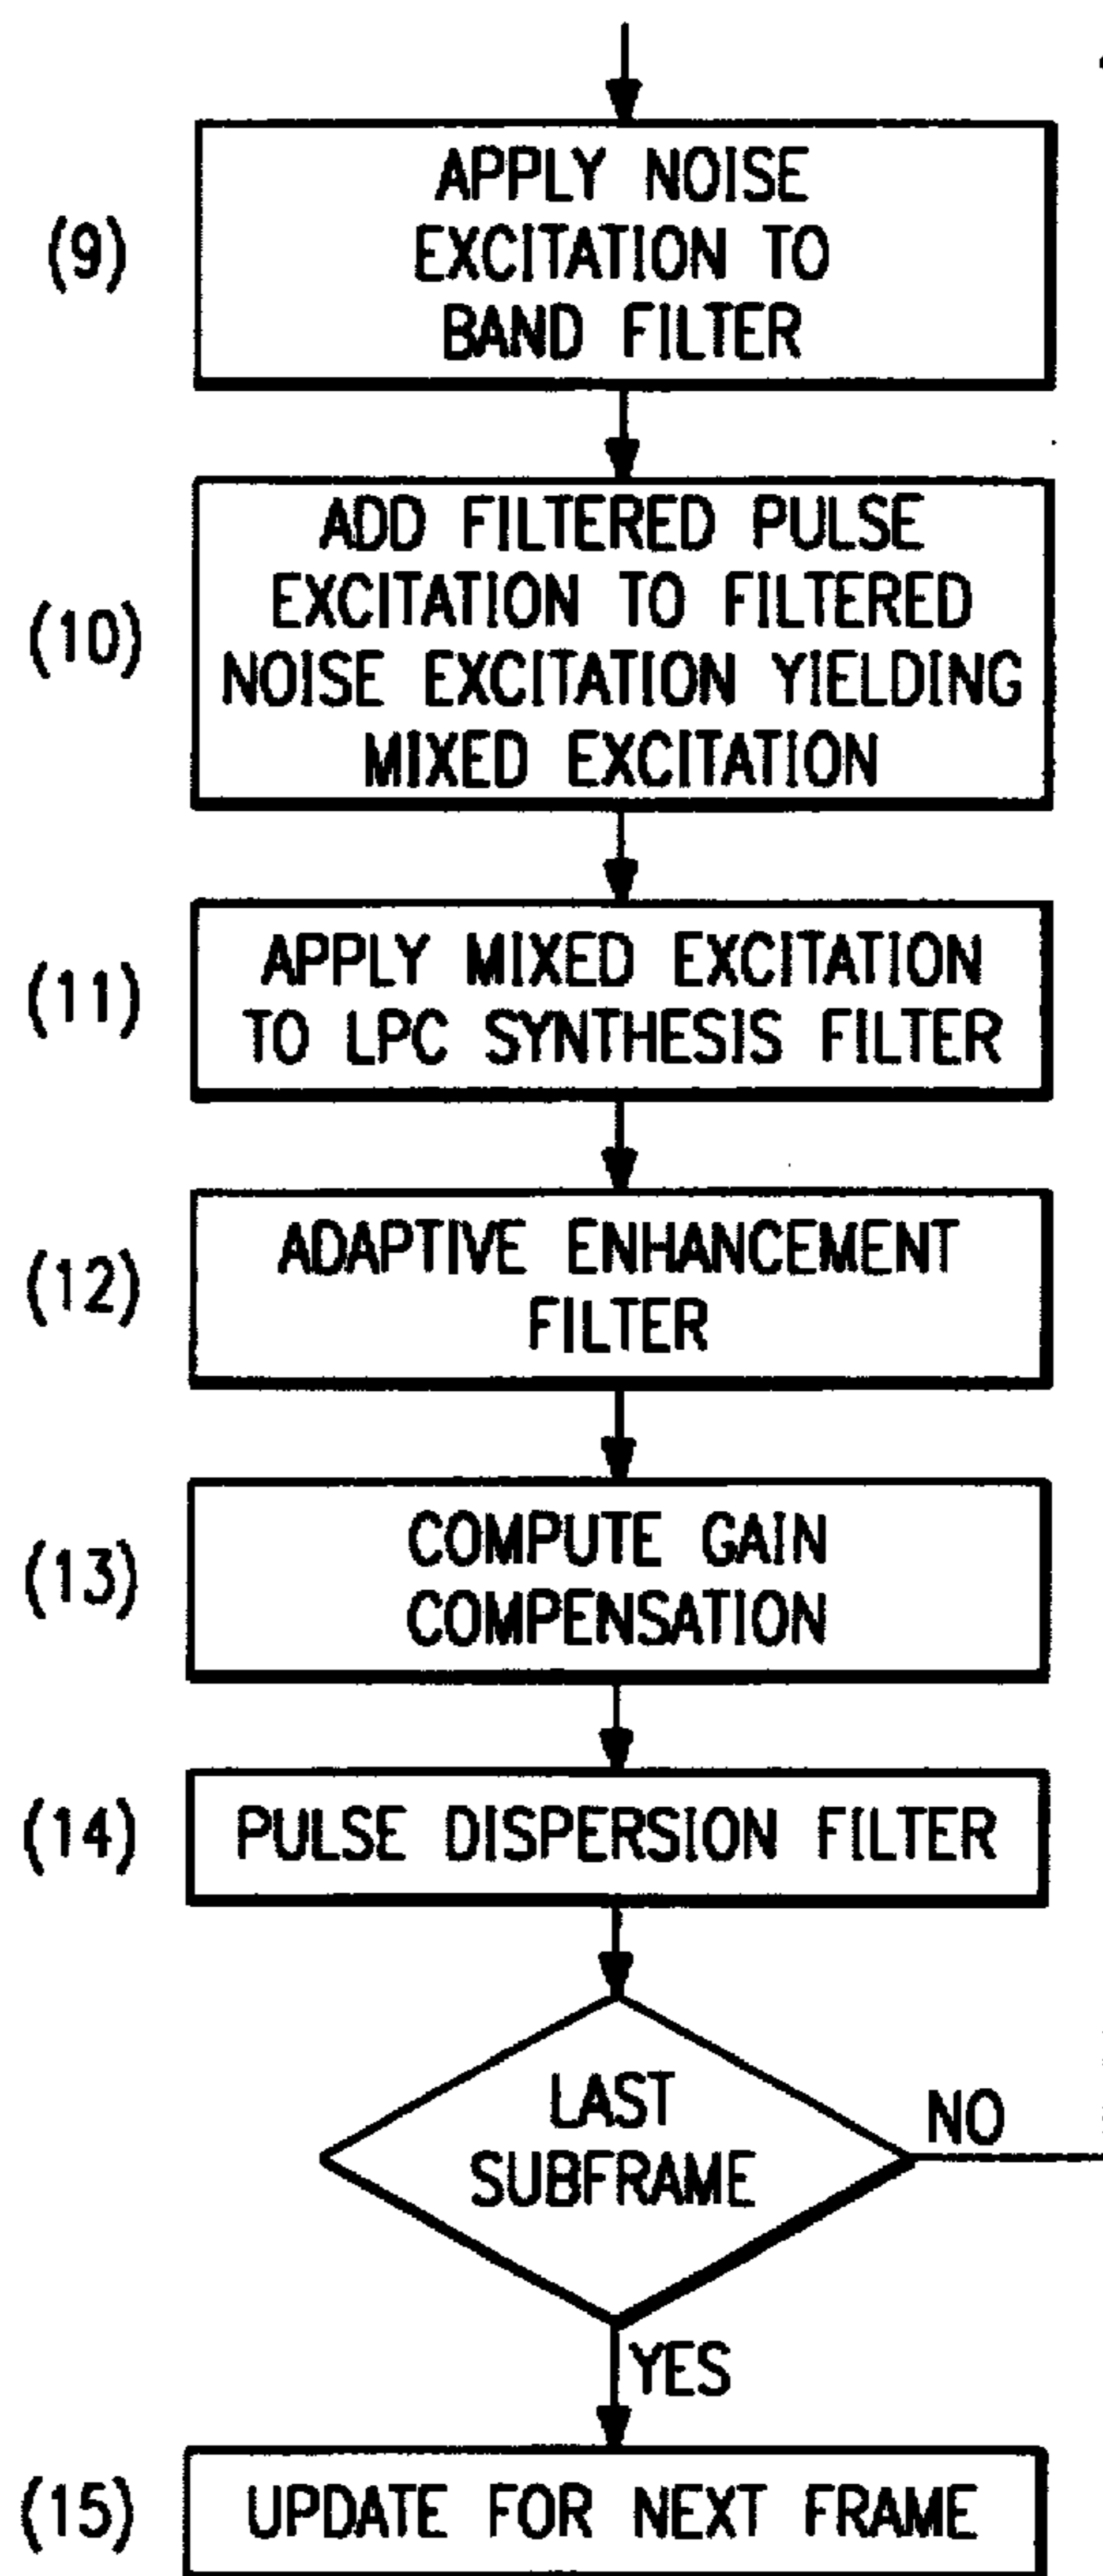 (9)
APPLY NOISE
EXCITATION TO
BAND FILTER
(10)
ADD FILTERED PULSE
EXCITATION TO FILTERED
NOISE EXCITATION YIELDING
MIXED EXCITATION
(11)
APPLY MIXED EXCITATION
TO LPC SYNTHESIS FILTER
(12)
ADAPTIVE ENHANCEMENT
FILTER
(13)
COMPUTE GAIN
COMPENSATION
(14)
PULSE DISPERSION FILTER
LAST
SUBFRAME
NO
YES
(15)
UPDATE FOR NEXT FRAME